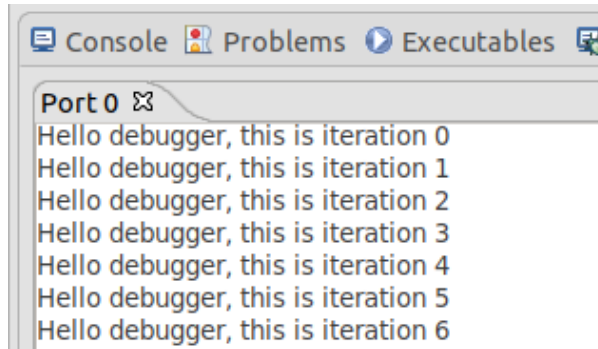 Console Problems Executables
Port 0
Hello debugger, this is iteration 0
Hello debugger, this is iteration 1
Hello debugger, this is iteration 2
Hello debugger, this is iteration 3
Hello debugger, this is iteration 4
Hello debugger, this is iteration 5
Hello debugger, this is iteration 6